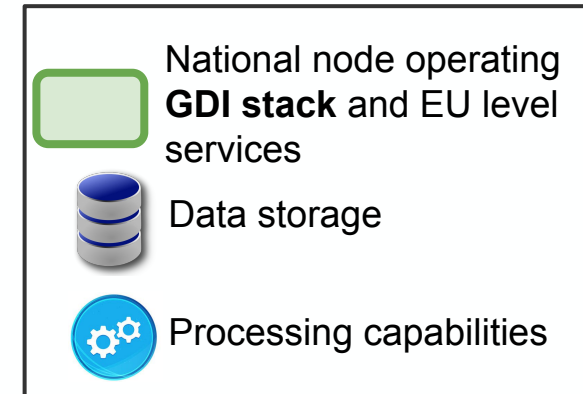 National node operating
GDI stack and EU level
services
Data storage
Processing capabilities